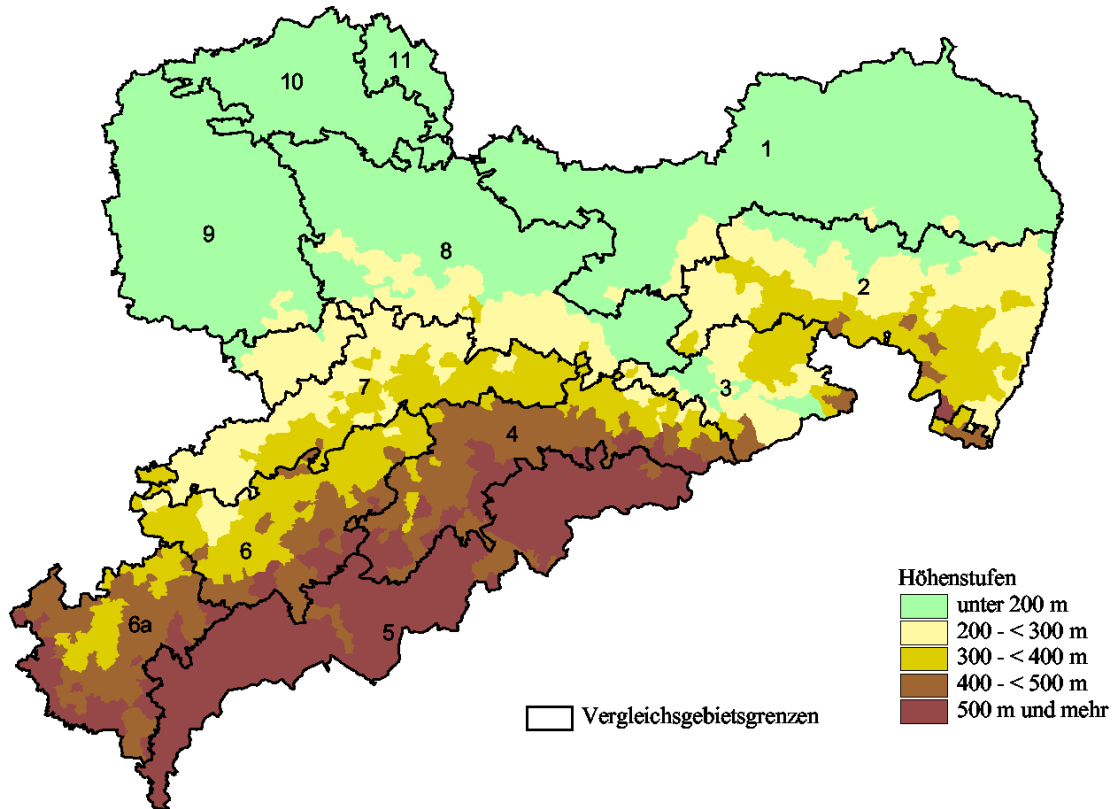 10
11
1
9
8
2
7
3
4
6
6a
5
Höhenstufen
unter 200 m
200 - < 300 m
300 - < 400 m
400 - < 500 m
500 m und mehr
Vergleichsgebietsgrenzen